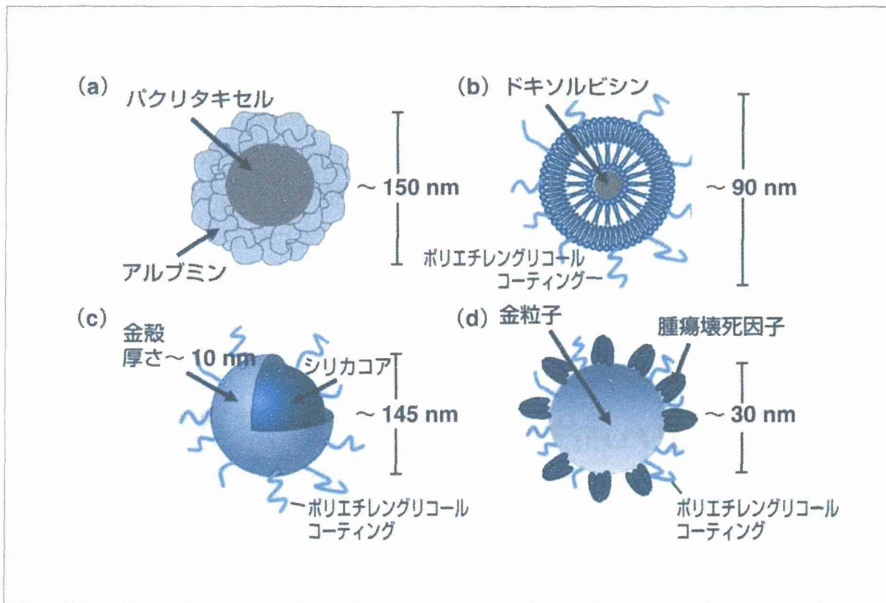 (a)
パクリタキセル
~ 150 nm
アルブミン
(b) ドキソルビシン
~ 90 nm
ポリエチレングリコール
コーティング
(c) 金殻
厚さ~ 10 nm
シリカコア
~ 145 nm
ポリエチレングリコール
コーティング
(d) 金粒子
腫瘍壊死因子
~ 30 nm
ポリエチレングリコール
コーティング